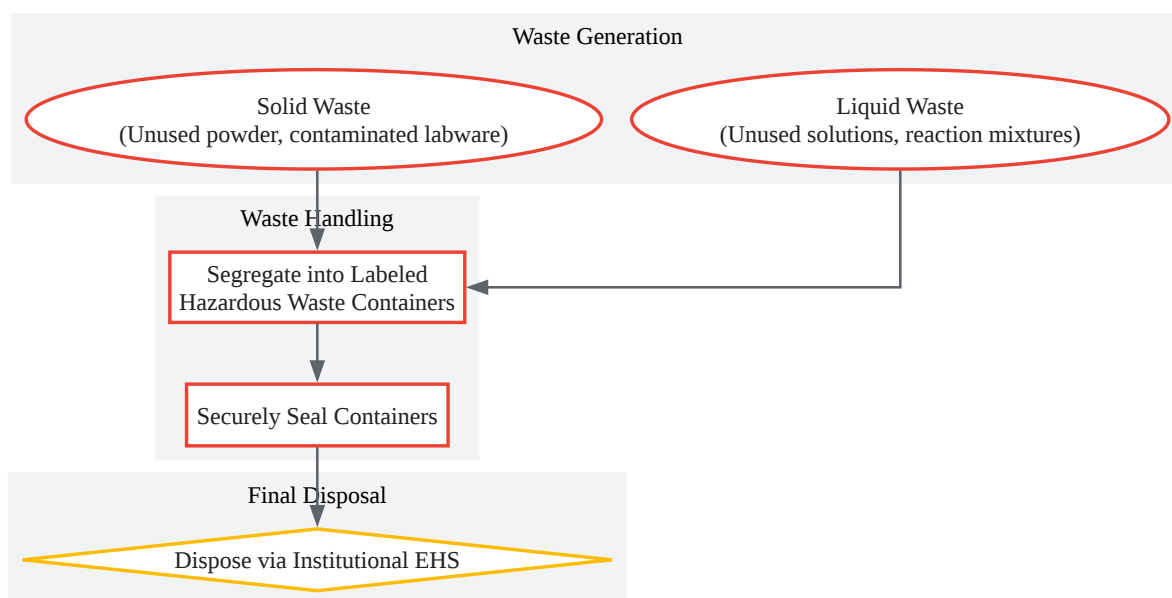 Waste Generation
Solid Waste
(Unused powder, contaminated labware)
Liquid Waste
(Unused solutions, reaction mixtures)
Waste Handling
Segregate into Labeled
Hazardous Waste Containers
Securely Seal Containers
Final Disposal
Dispose via Institutional EHS